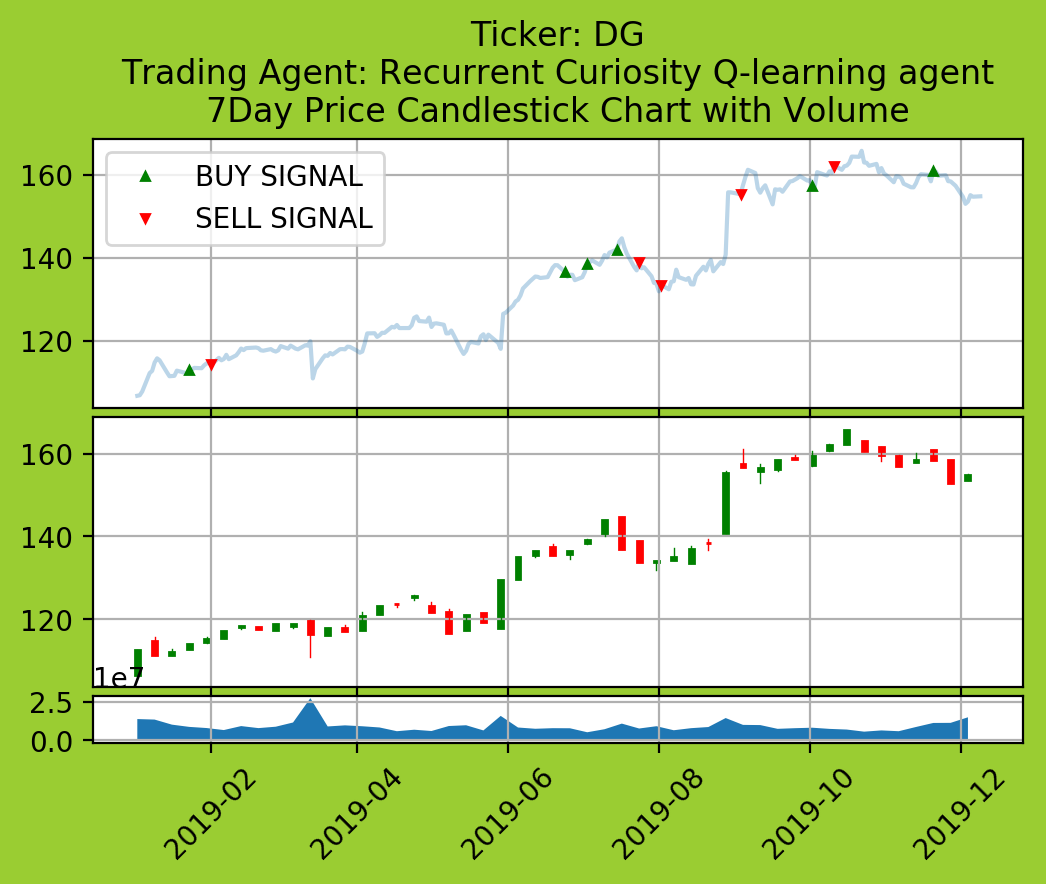 Ticker: DG
Trading Agent: Recurrent Curiosity Q-learning agent
7Day Price Candlestick Chart with Volume
BUY SIGNAL
SELL SIGNAL
160
140
120
160
140
120
1e7
2.5
0.0
2019-02
2019-04
2019-06
2019-08
2019-10
2019-12